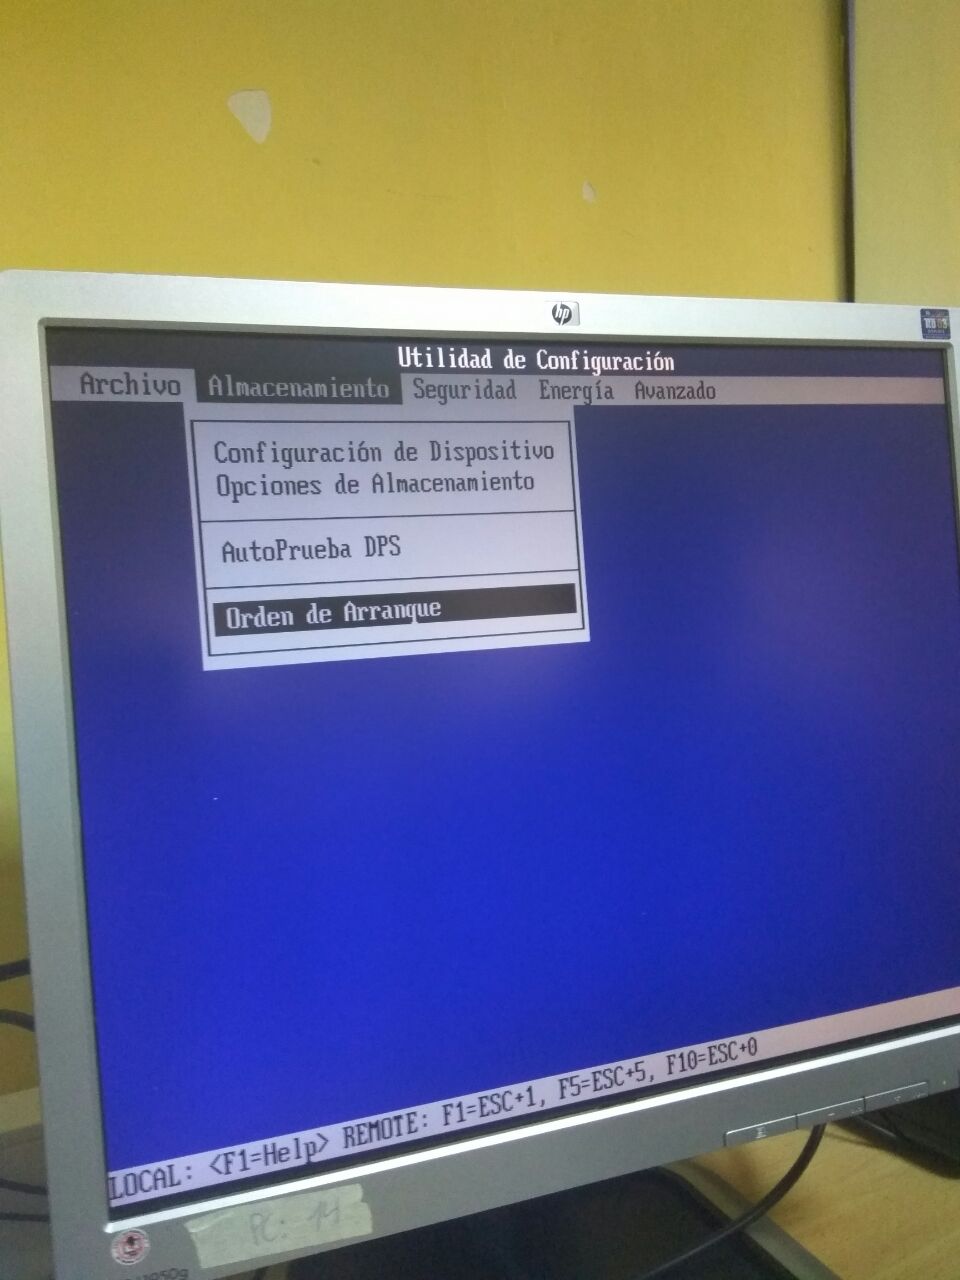 hp
Utilidad de Configuración
Archivo Almacenamiento Seguridad Energía Avanzado
Configuración de Dispositivo
Opciones de Almacenamiento
AutoPrueba DPS
Orden de Arranque
LOCAL: <F1=Help> REMOTE: F1=ESC+1, F5=ESC+5, F10=ESC+0
PC. 14